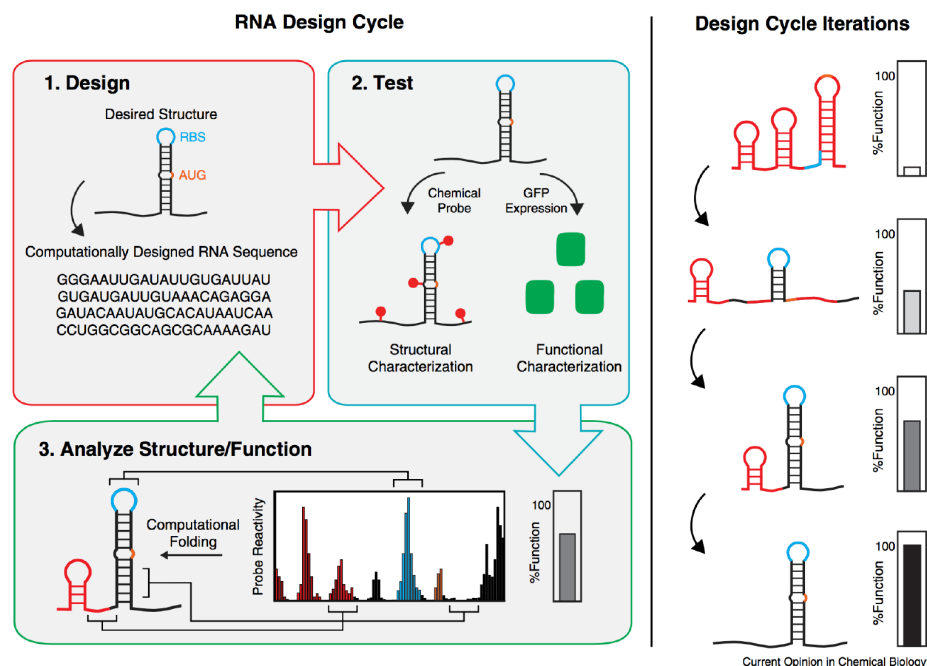 RNA Design Cycle
1. Design
Desired Structure
RBS
AUG
Computationally Designed RNA Sequence
GGGAAUUGAUAUUGUGAUUAU
GUGAUGAUUGUAAACAGAGGA
GAUACAAUAUGCACAUAAUCAA
CCUGGCGGCAGCGCAAAAGAU
2. Test
Chemical
Probe
GFP
Expression
Structural
Characterization
Functional
Characterization
3. Analyze Structure/Function
Computational
Folding
Probe Reactivity
100
%Function
Design Cycle Iterations
100
%Function
100
%Function
100
%Function
100
%Function
Current Opinion in Chemical Biology